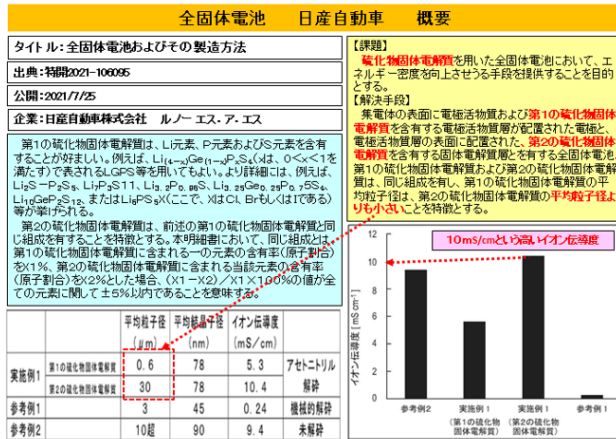 全固体電池　日産自動車　概要
タイトル：全固体電池およびその製造方法
出典：特開2021-106095
公開：2021/7/25
企業：日産自動車株式会社　ルノー エス．ア．エス
第1の硫化物固体電解質は、Li元素、P元素およびS元素を含有
することが好ましい。例えば、Li(4-x)Ge(1-x)PxS4(xは、0＜x＜1を
満たす)で表されるLGPS等を用いてもよい。より詳細には、例えば、
Li2S－P2S5、Li7P3S11、Li3.2P0.96S、Li3.25Ge0.25P0.75S4、
Li10GeP2S12、またはLi6PS5X(ここで、XはCl、BrもしくはIである)
等が挙げられる。
第2の硫化物固体電解質は、前述の第1の硫化物固体電解質と同
じ組成を有することを特徴とする。本明細書において、同じ組成とは、
第1の硫化物固体電解質に含まれる一の元素の含有率(原子割合)
をX1％、第2の硫化物固体電解質に含まれる当該元素の含有率
(原子割合)をX2％とした場合、(X1－X2)／X1×100％の値が全
ての元素に関して±5％以内であることを意味する。
【課題】
硫化物固体電解質を用いた全固体電池において、エ
ネルギー密度を向上させうる手段を提供することを目的
とする。
【解決手段】
集電体の表面に電極活物質および第1の硫化物固体
電解質を含有する電極活物質層が配置された電極と、
電極活物質層の表面に配置された、第2の硫化物固体
電解質を含有する固体電解質層とを有する全固体電池。
第1の硫化物固体電解質および第2の硫化物固体電解
質は、同じ組成を有し、第1の硫化物固体電解質の平
均粒子径は、第2の硫化物固体電解質の平均粒子径よ
りも小さいことを特徴とする。
平均粒子径 平均結晶子径 イオン伝導度
(μm) (nm) (mS/cm)
実施例1 第1の硫化物固体電解質 0.6 78 5.3 アセトニトリル
第2の硫化物固体電解質 30 78 10.4 解砕
参考例1 3 45 0.24 機械的解砕
参考例2 10超 90 9.4 未解砕
10mS/cmという高いイオン伝導度
イオン伝導度 [mS cm-1]
12
10
8
6
4
2
0
参考例2 実施例1 実施例1 参考例1
(第1の硫化物 (第2の硫化物
固体電解質) 固体電解質)